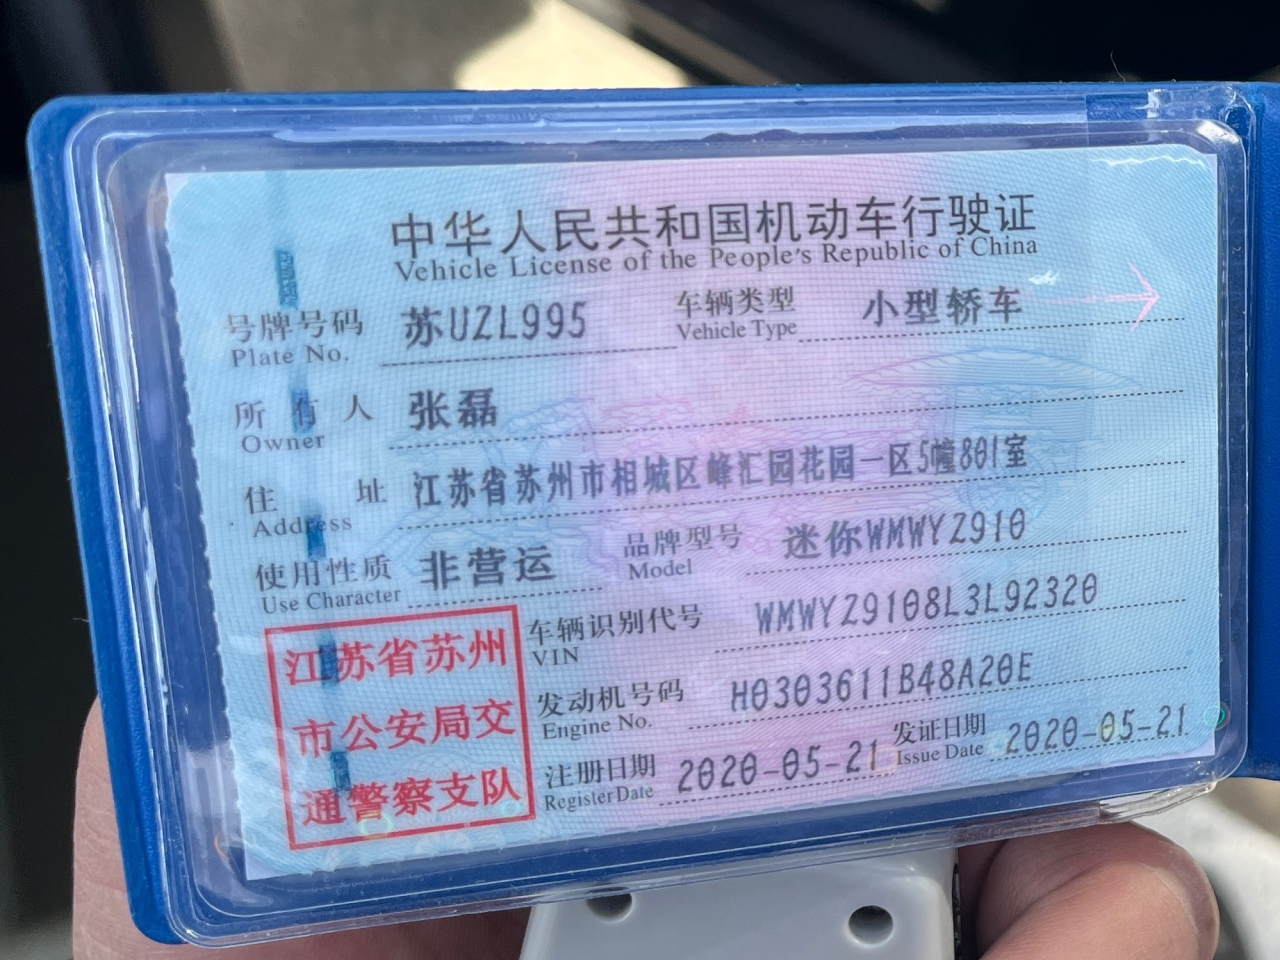 中华人民共和国机动车行驶证
Vehicle License of the People's Republic of China
号牌号码 苏UZL995 车辆类型 小型轿车
Plate No. Vehicle Type
所有人 张磊
Owner
住址 江苏省苏州市相城区峰汇园花园一区5幢801室
Address
使用性质 非营运 品牌型号 迷你WMWYZ910
Use Character Model
江苏省苏州
市公安局交
通警察支队
车辆识别代号 WMWYZ9108L3L92320
VIN
发动机号码 H0303611B48A20E
Engine No.
注册日期 2020-05-21 发证日期 2020-05-21
Register Date Issue Date